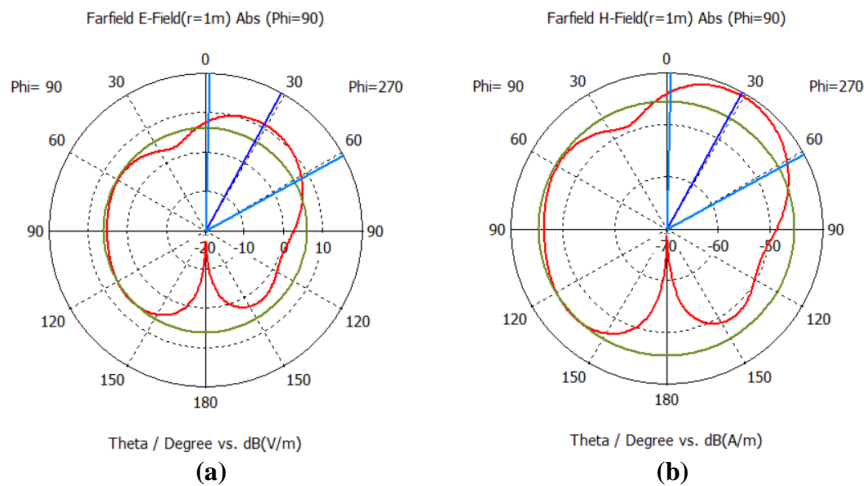 Farfield E-Field(r=1m) Abs (Phi=90)
0
Phi= 90 30 30 Phi=270
60 60
90 -20 -10 0 10 90
120 120
150 150
180
Theta / Degree vs. dB(V/m)
(a)
Farfield H-Field(r=1m) Abs (Phi=90)
0
Phi= 90 30 30 Phi=270
60 60
90 -70 -60 -50 90
120 120
150 150
180
Theta / Degree vs. dB(A/m)
(b)